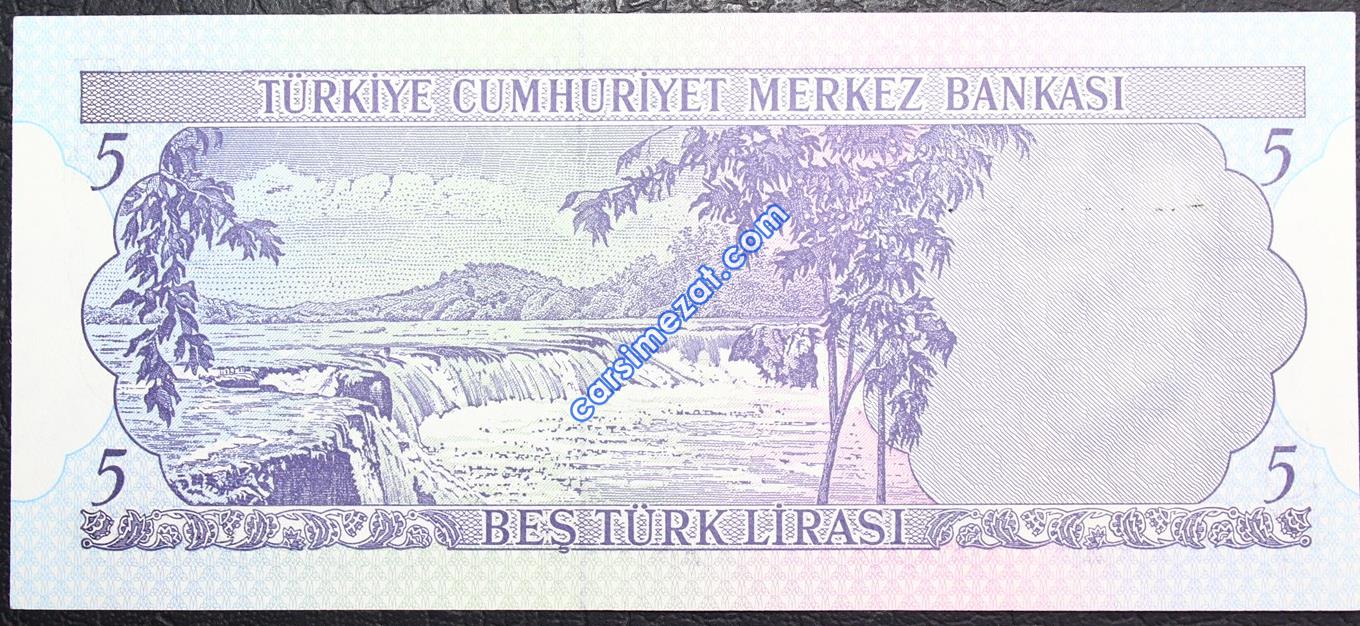 TÜRKİYE CUMHURİYET MERKEZ BANKASI
5 5
carsimezat.com
5 5
BEŞ TÜRK LİRASI